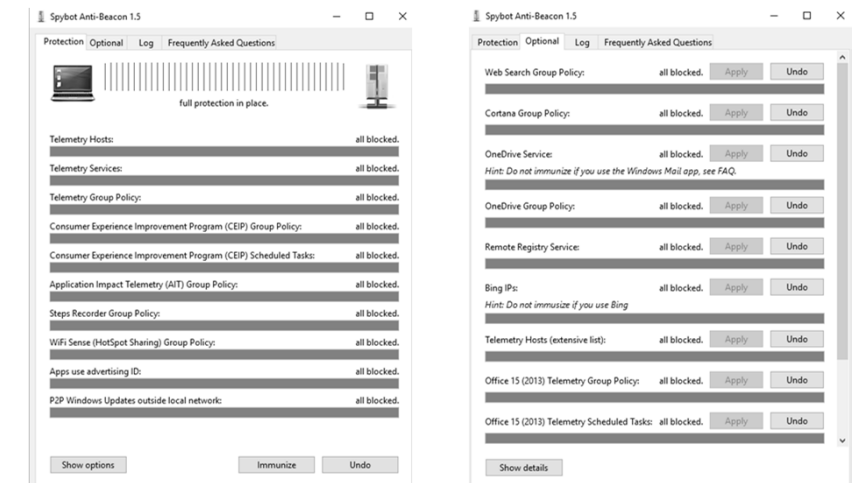 Spybot Anti-Beacon 1.5
Protection Optional Log Frequently Asked Questions
full protection in place.
Telemetry Hosts: all blocked.
Telemetry Services: all blocked.
Telemetry Group Policy: all blocked.
Consumer Experience Improvement Program (CEIP) Group Policy: all blocked.
Consumer Experience Improvement Program (CEIP) Scheduled Tasks: all blocked.
Application Impact Telemetry (AIT) Group Policy: all blocked.
Steps Recorder Group Policy: all blocked.
WiFi Sense (HotSpot Sharing) Group Policy: all blocked.
Apps use advertising ID: all blocked.
P2P Windows Updates outside local network: all blocked.
Show options Immunize Undo
Spybot Anti-Beacon 1.5
Protection Optional Log Frequently Asked Questions
Web Search Group Policy: all blocked. Apply Undo
Cortana Group Policy: all blocked. Apply Undo
OneDrive Service: all blocked. Apply Undo
Hint: Do not immunize if you use the Windows Mail app, see FAQ.
OneDrive Group Policy: all blocked. Apply Undo
Remote Registry Service: all blocked. Apply Undo
Bing IPs: all blocked. Apply Undo
Hint: Do not immusize if you use Bing
Telemetry Hosts (extensive list): all blocked. Apply Undo
Office 15 (2013) Telemetry Group Policy: all blocked. Apply Undo
Office 15 (2013) Telemetry Scheduled Tasks: all blocked. Apply Undo
Show details